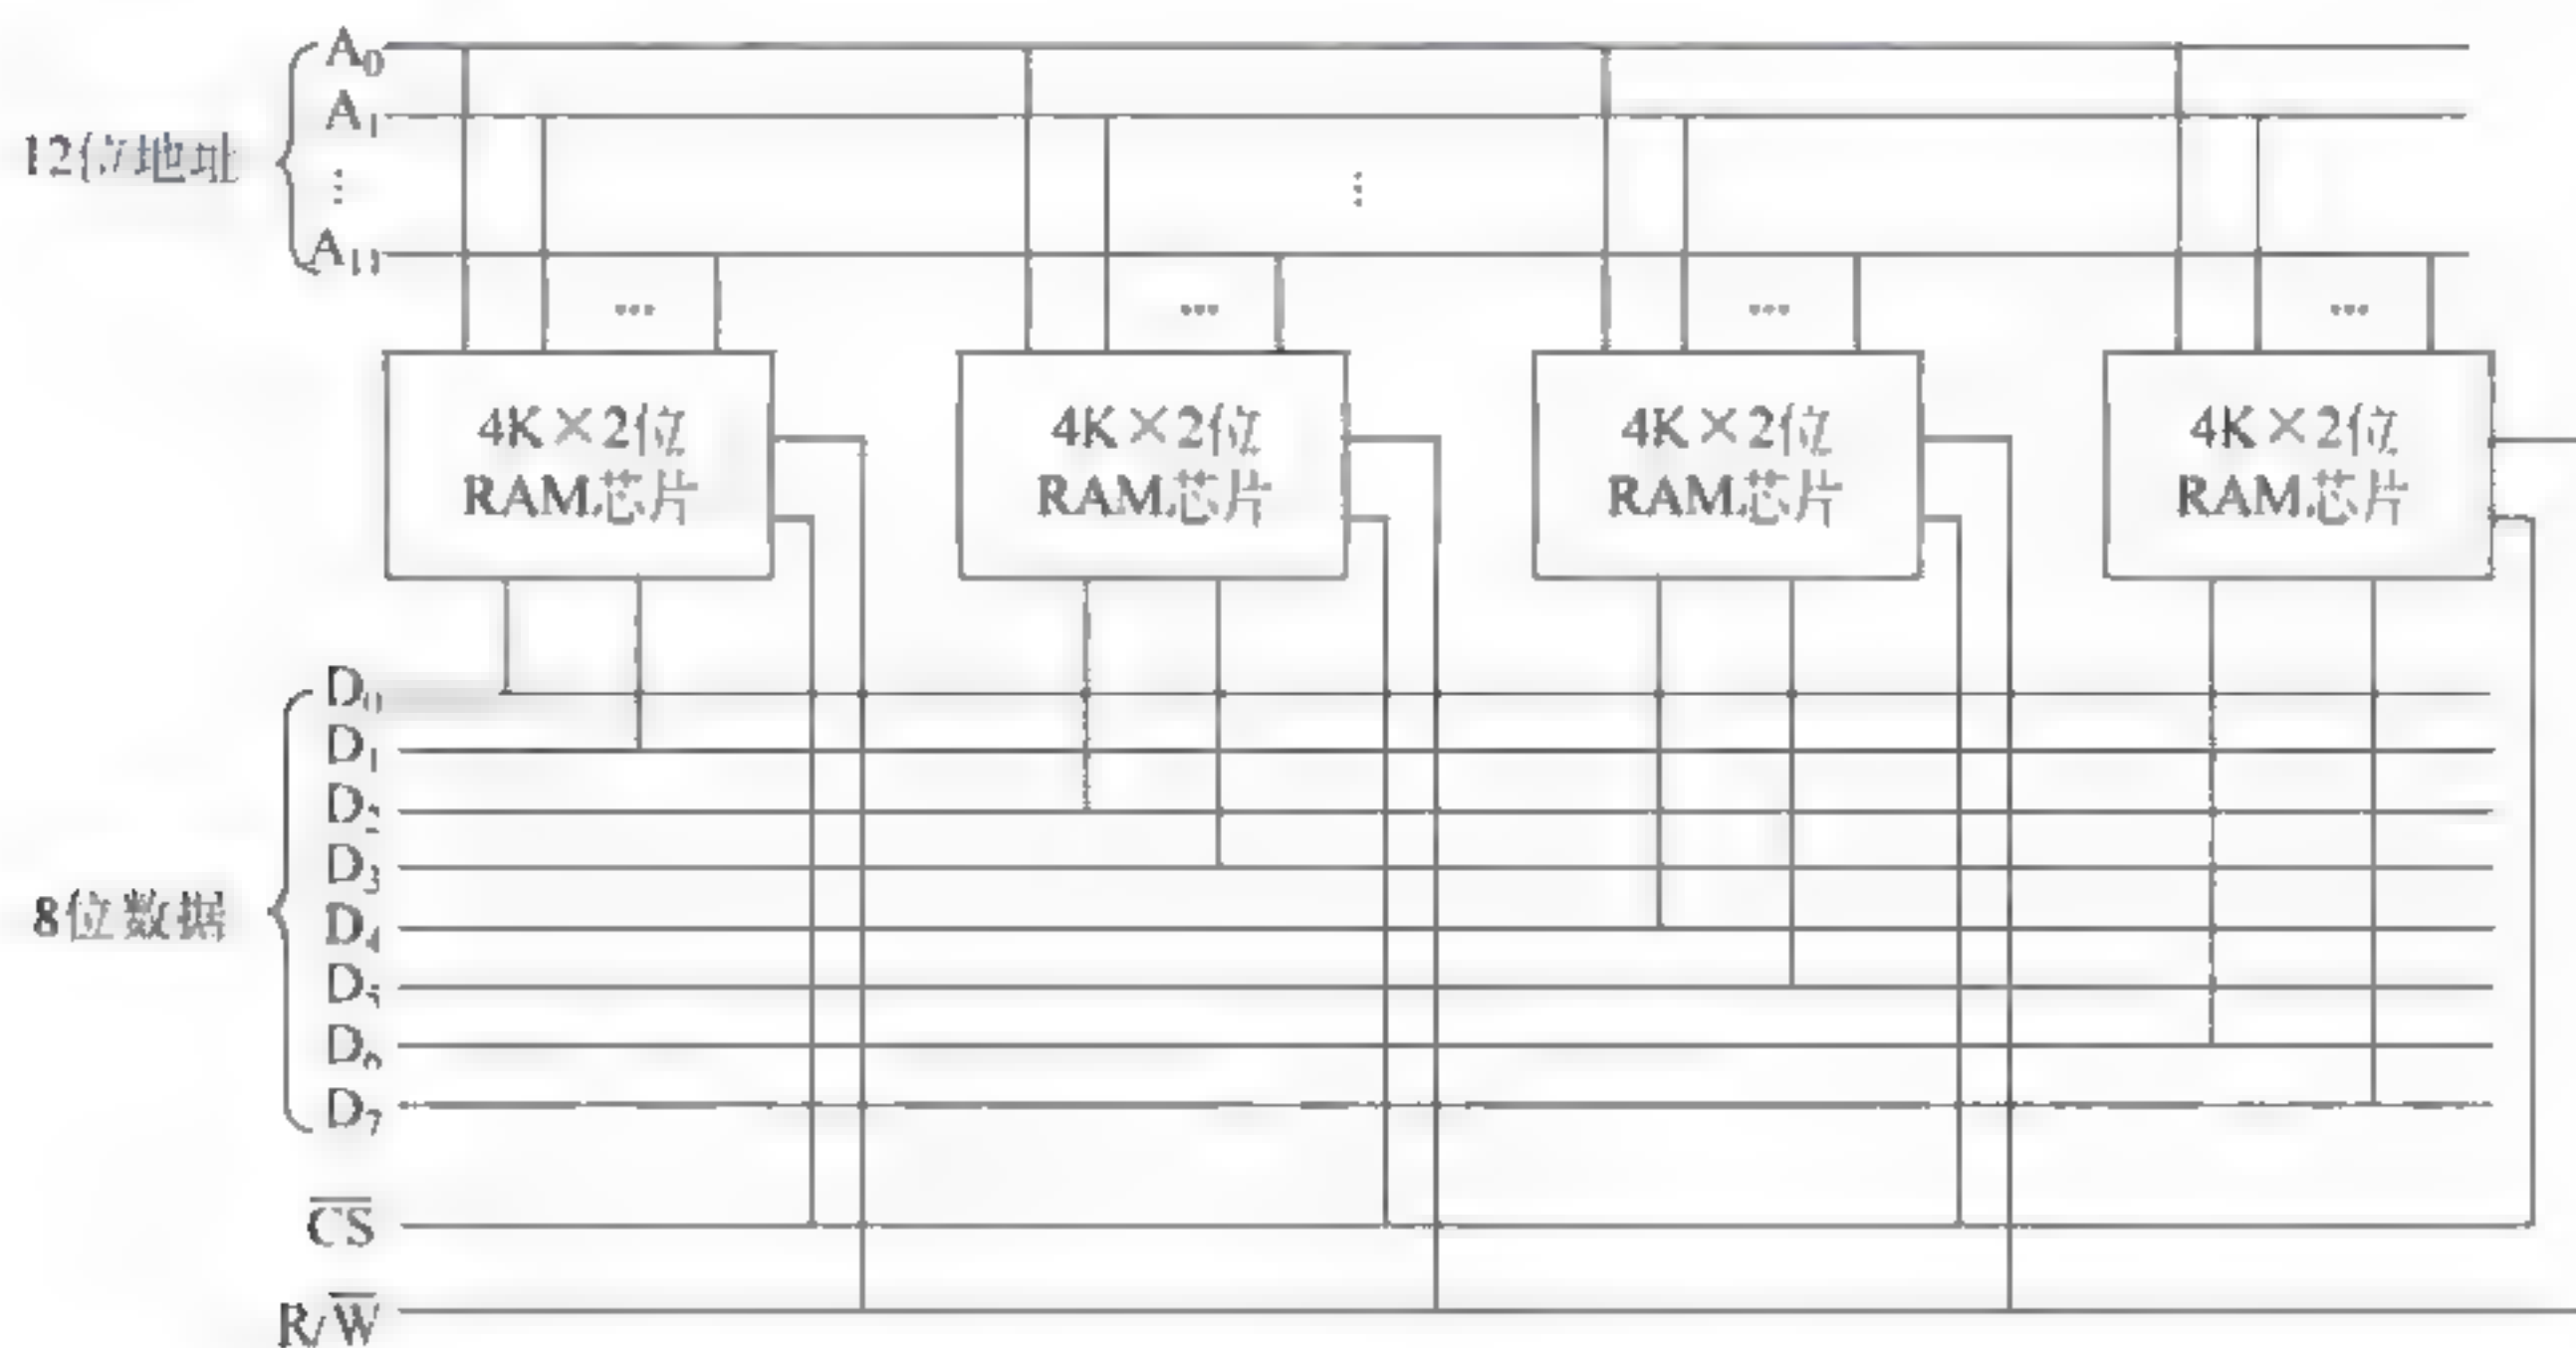 A0
A1
12位地址
⋮
⋮
A11
… … … …
4K×2位 4K×2位 4K×2位 4K×2位
RAM芯片 RAM芯片 RAM芯片 RAM芯片
D0
D1
D2
D3
D4
8位数据
D5
D6
D7
C̅S̅
R/W̅